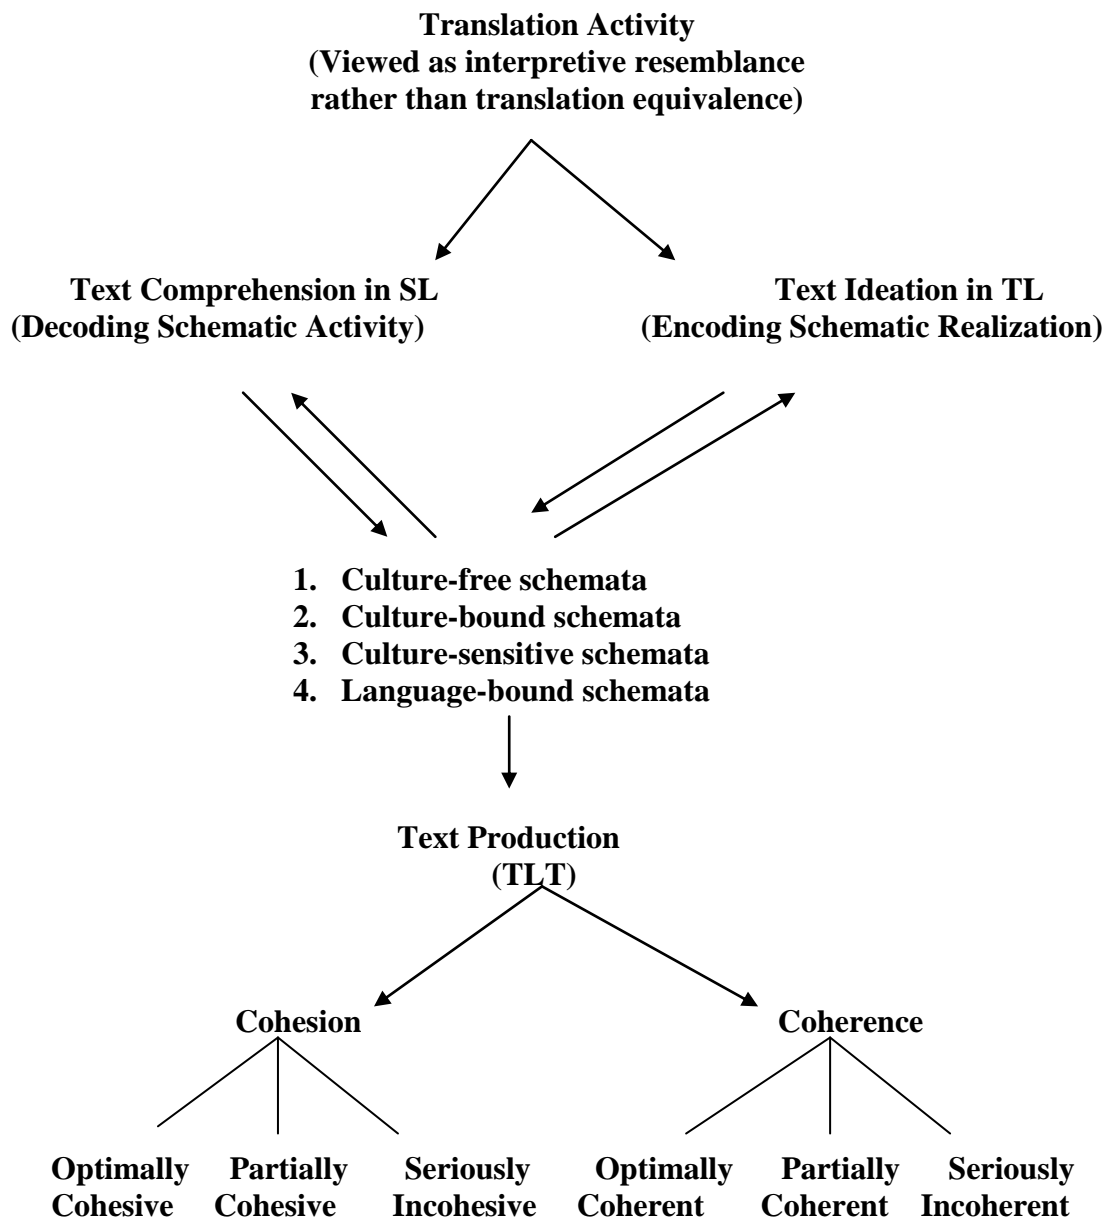 Translation Activity
(Viewed as interpretive resemblance
rather than translation equivalence)
Text Comprehension in SL
(Decoding Schematic Activity)
Text Ideation in TL
(Encoding Schematic Realization)
1. Culture-free schemata
2. Culture-bound schemata
3. Culture-sensitive schemata
4. Language-bound schemata
Text Production
(TLT)
Cohesion
Coherence
Optimally
Cohesive
Partially
Cohesive
Seriously
Incohesive
Optimally
Coherent
Partially
Coherent
Seriously
Incoherent